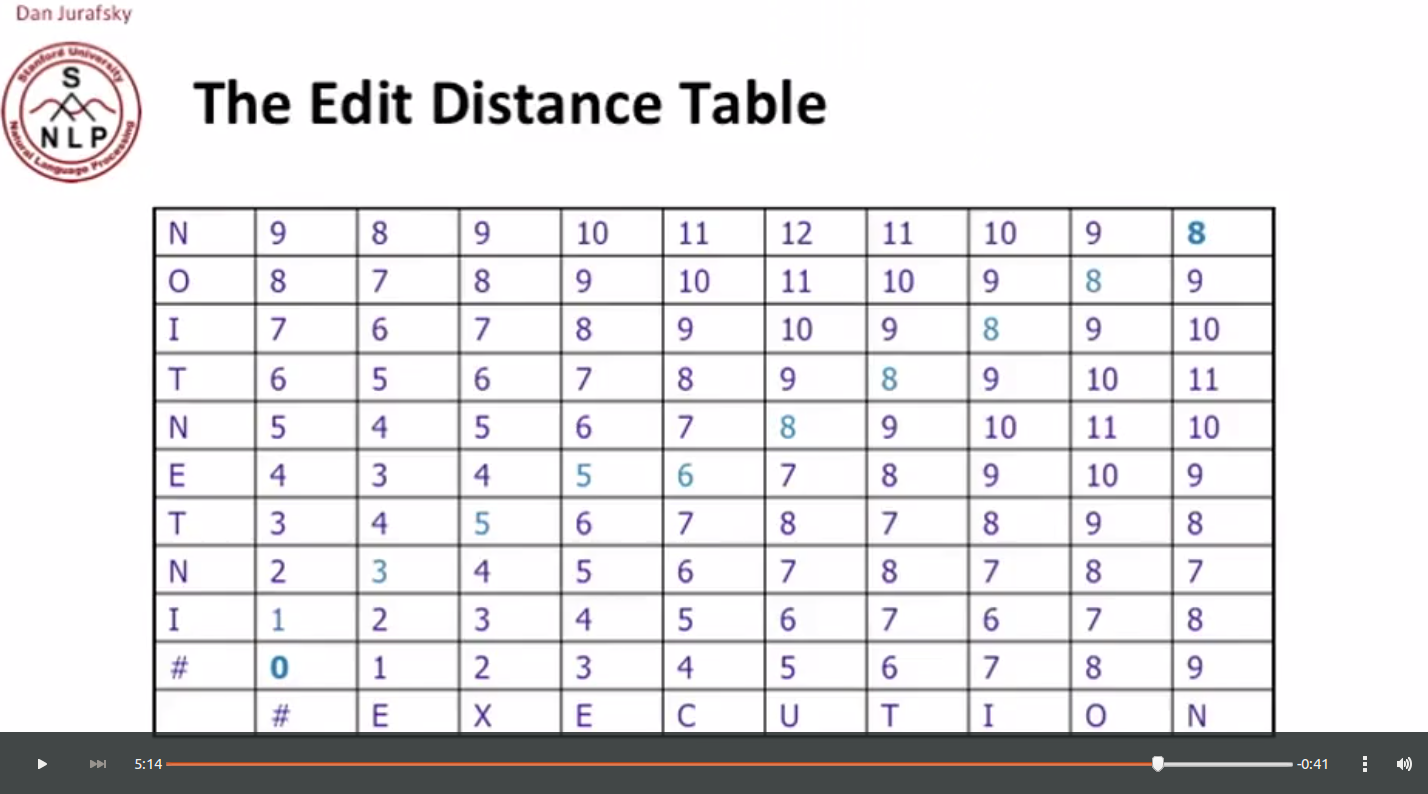 Dan Jurafsky
Stanford University
S
NLP
Natural Language Processing
The Edit Distance Table
N 9 8 9 10 11 12 11 10 9 8
O 8 7 8 9 10 11 10 9 8 9
I 7 6 7 8 9 10 9 8 9 10
T 6 5 6 7 8 9 8 9 10 11
N 5 4 5 6 7 8 9 10 11 10
E 4 3 4 5 6 7 8 9 10 9
T 3 4 5 6 7 8 7 8 9 8
N 2 3 4 5 6 7 8 7 8 7
I 1 2 3 4 5 6 7 6 7 8
# 0 1 2 3 4 5 6 7 8 9
# E X E C U T I O N
5:14 -0:41